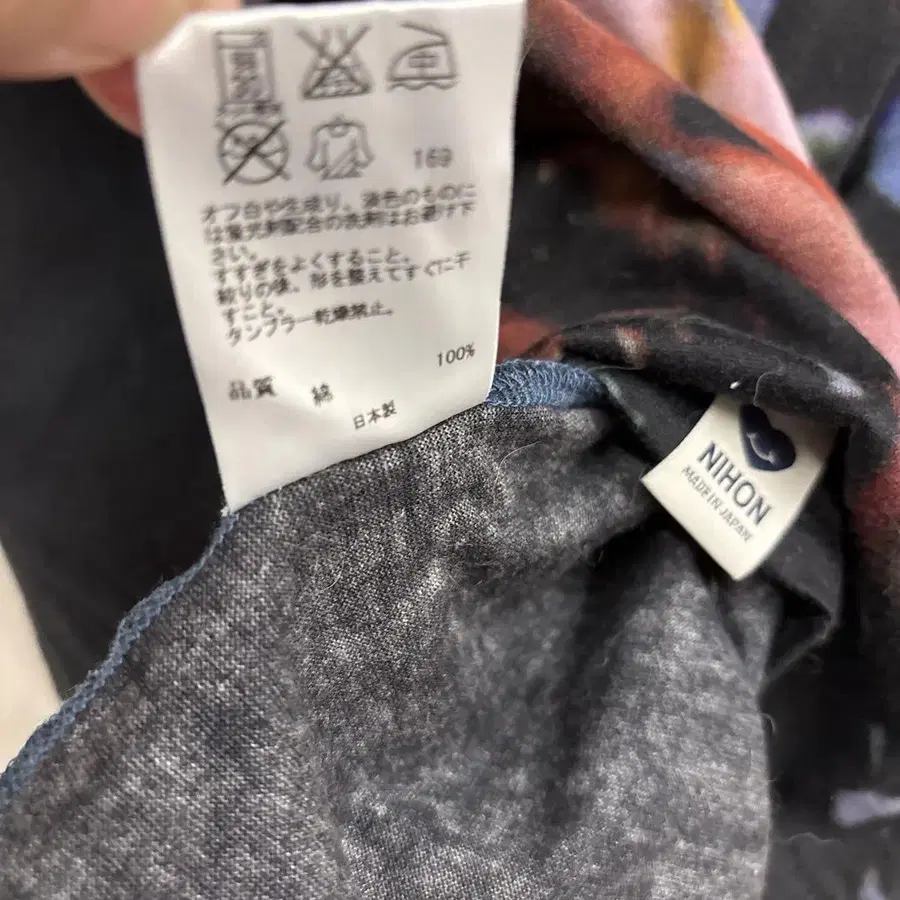 169
オフ白や生成り、淡色のものに
は蛍光剤配合の洗剤はお避け下
さい。
すすぎをよくすること。
絞りの後、形を整えてすぐに干
すこと。
タンブラー乾燥禁止。
品質 綿 100%
日本製
NIHON
MADE IN JAPAN